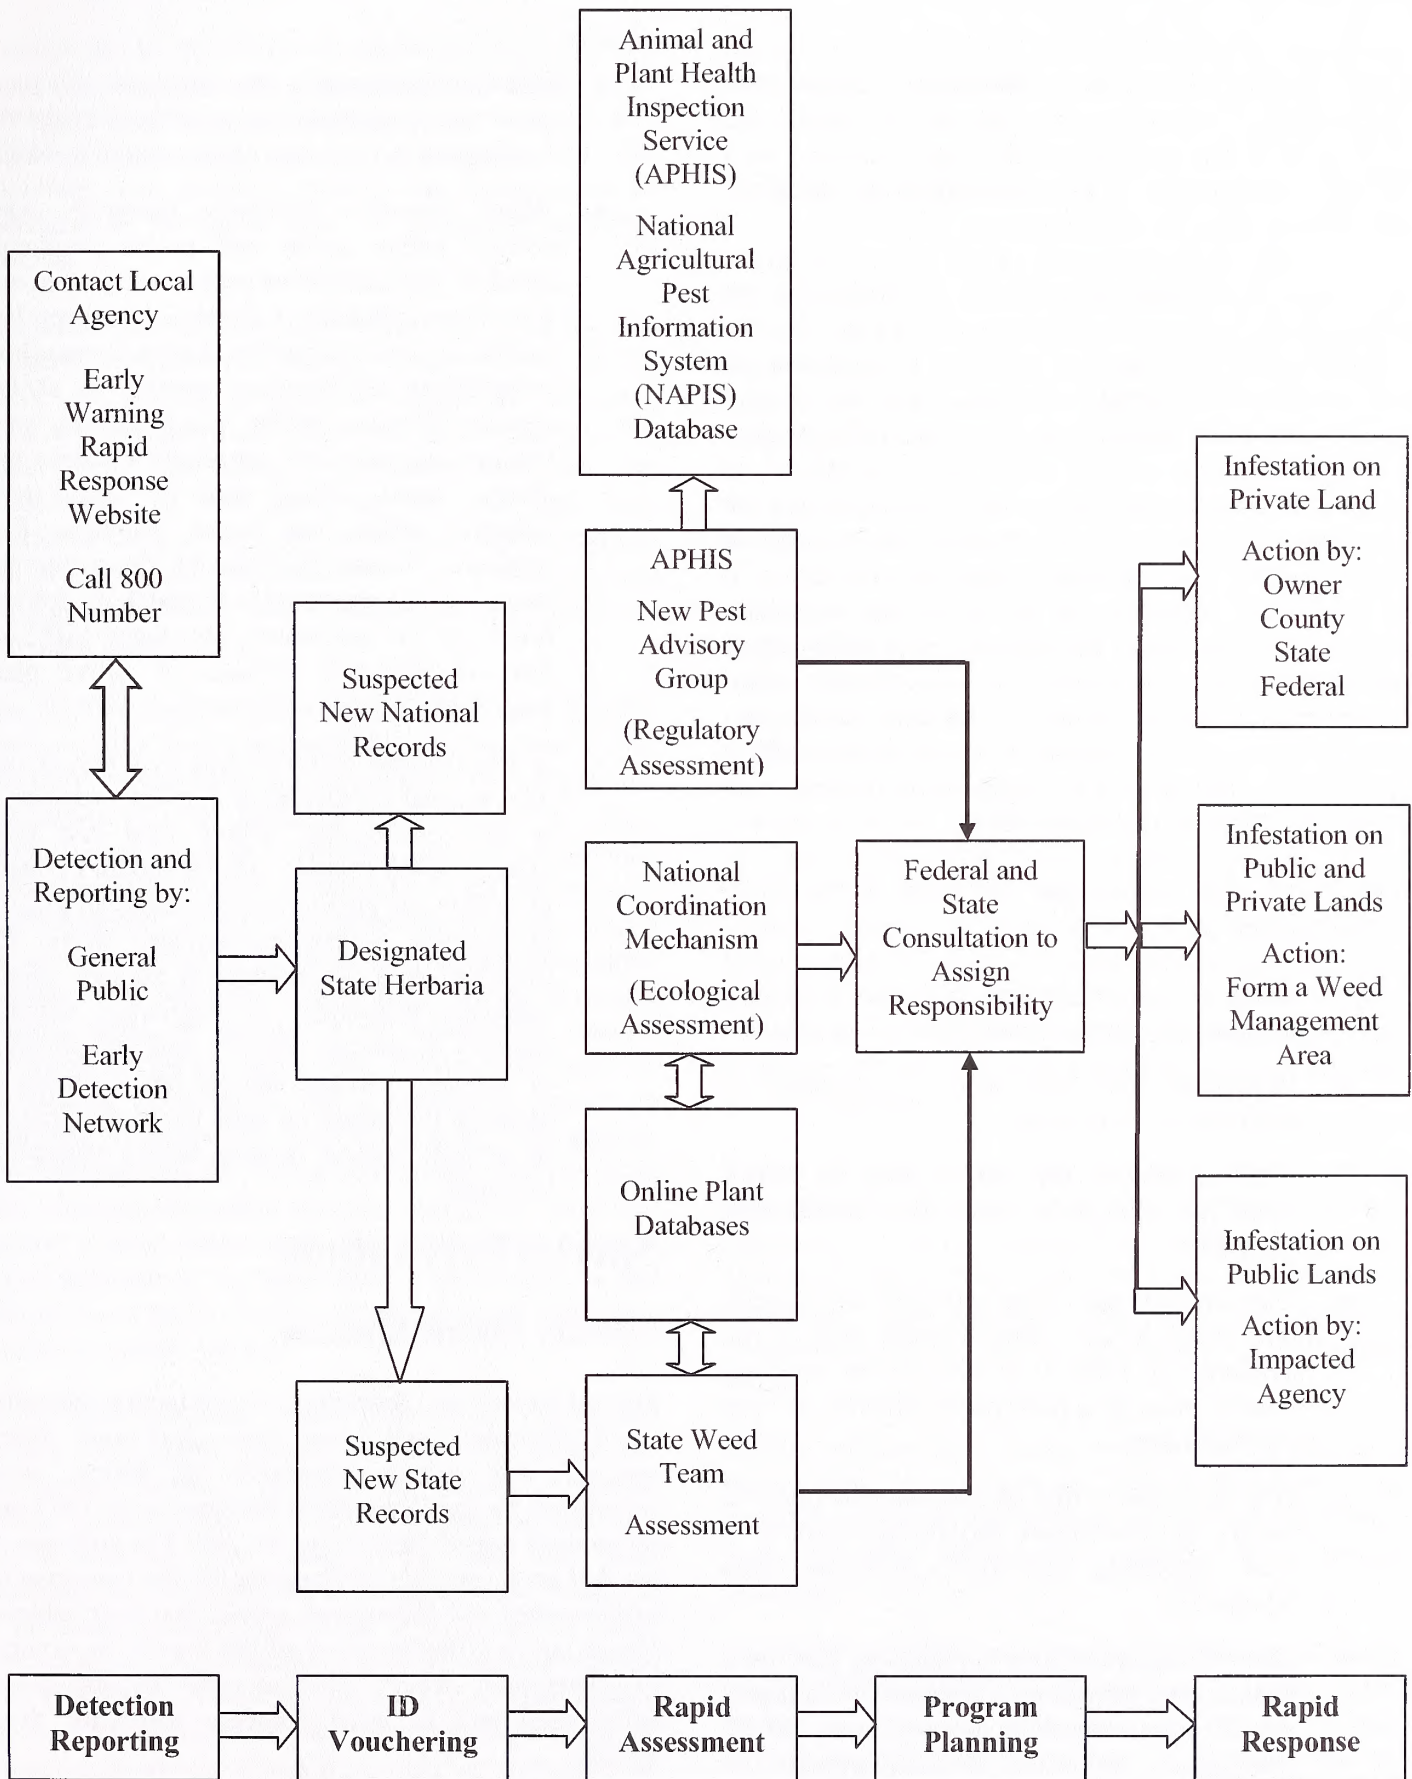 Animal and
Plant Health
Inspection
Service
(APHIS)
National
Agricultural
Pest
Information
System
(NAPIS)
Database
Contact Local
Agency
Early
Warning
Rapid
Response
Website
Call 800
Number
Detection and
Reporting by:
General
Public
Early
Detection
Network
Suspected
New National
Records
Designated
State Herbaria
Suspected
New State
Records
APHIS
New Pest
Advisory
Group
(Regulatory
Assessment)
National
Coordination
Mechanism
(Ecological
Assessment)
Online Plant
Databases
State Weed
Team
Assessment
Federal and
State
Consultation to
Assign
Responsibility
Infestation on
Private Land
Action by:
Owner
County
State
Federal
Infestation on
Public and
Private Lands
Action:
Form a Weed
Management
Area
Infestation on
Public Lands
Action by:
Impacted
Agency
Detection
Reporting
ID
Vouchering
Rapid
Assessment
Program
Planning
Rapid
Response